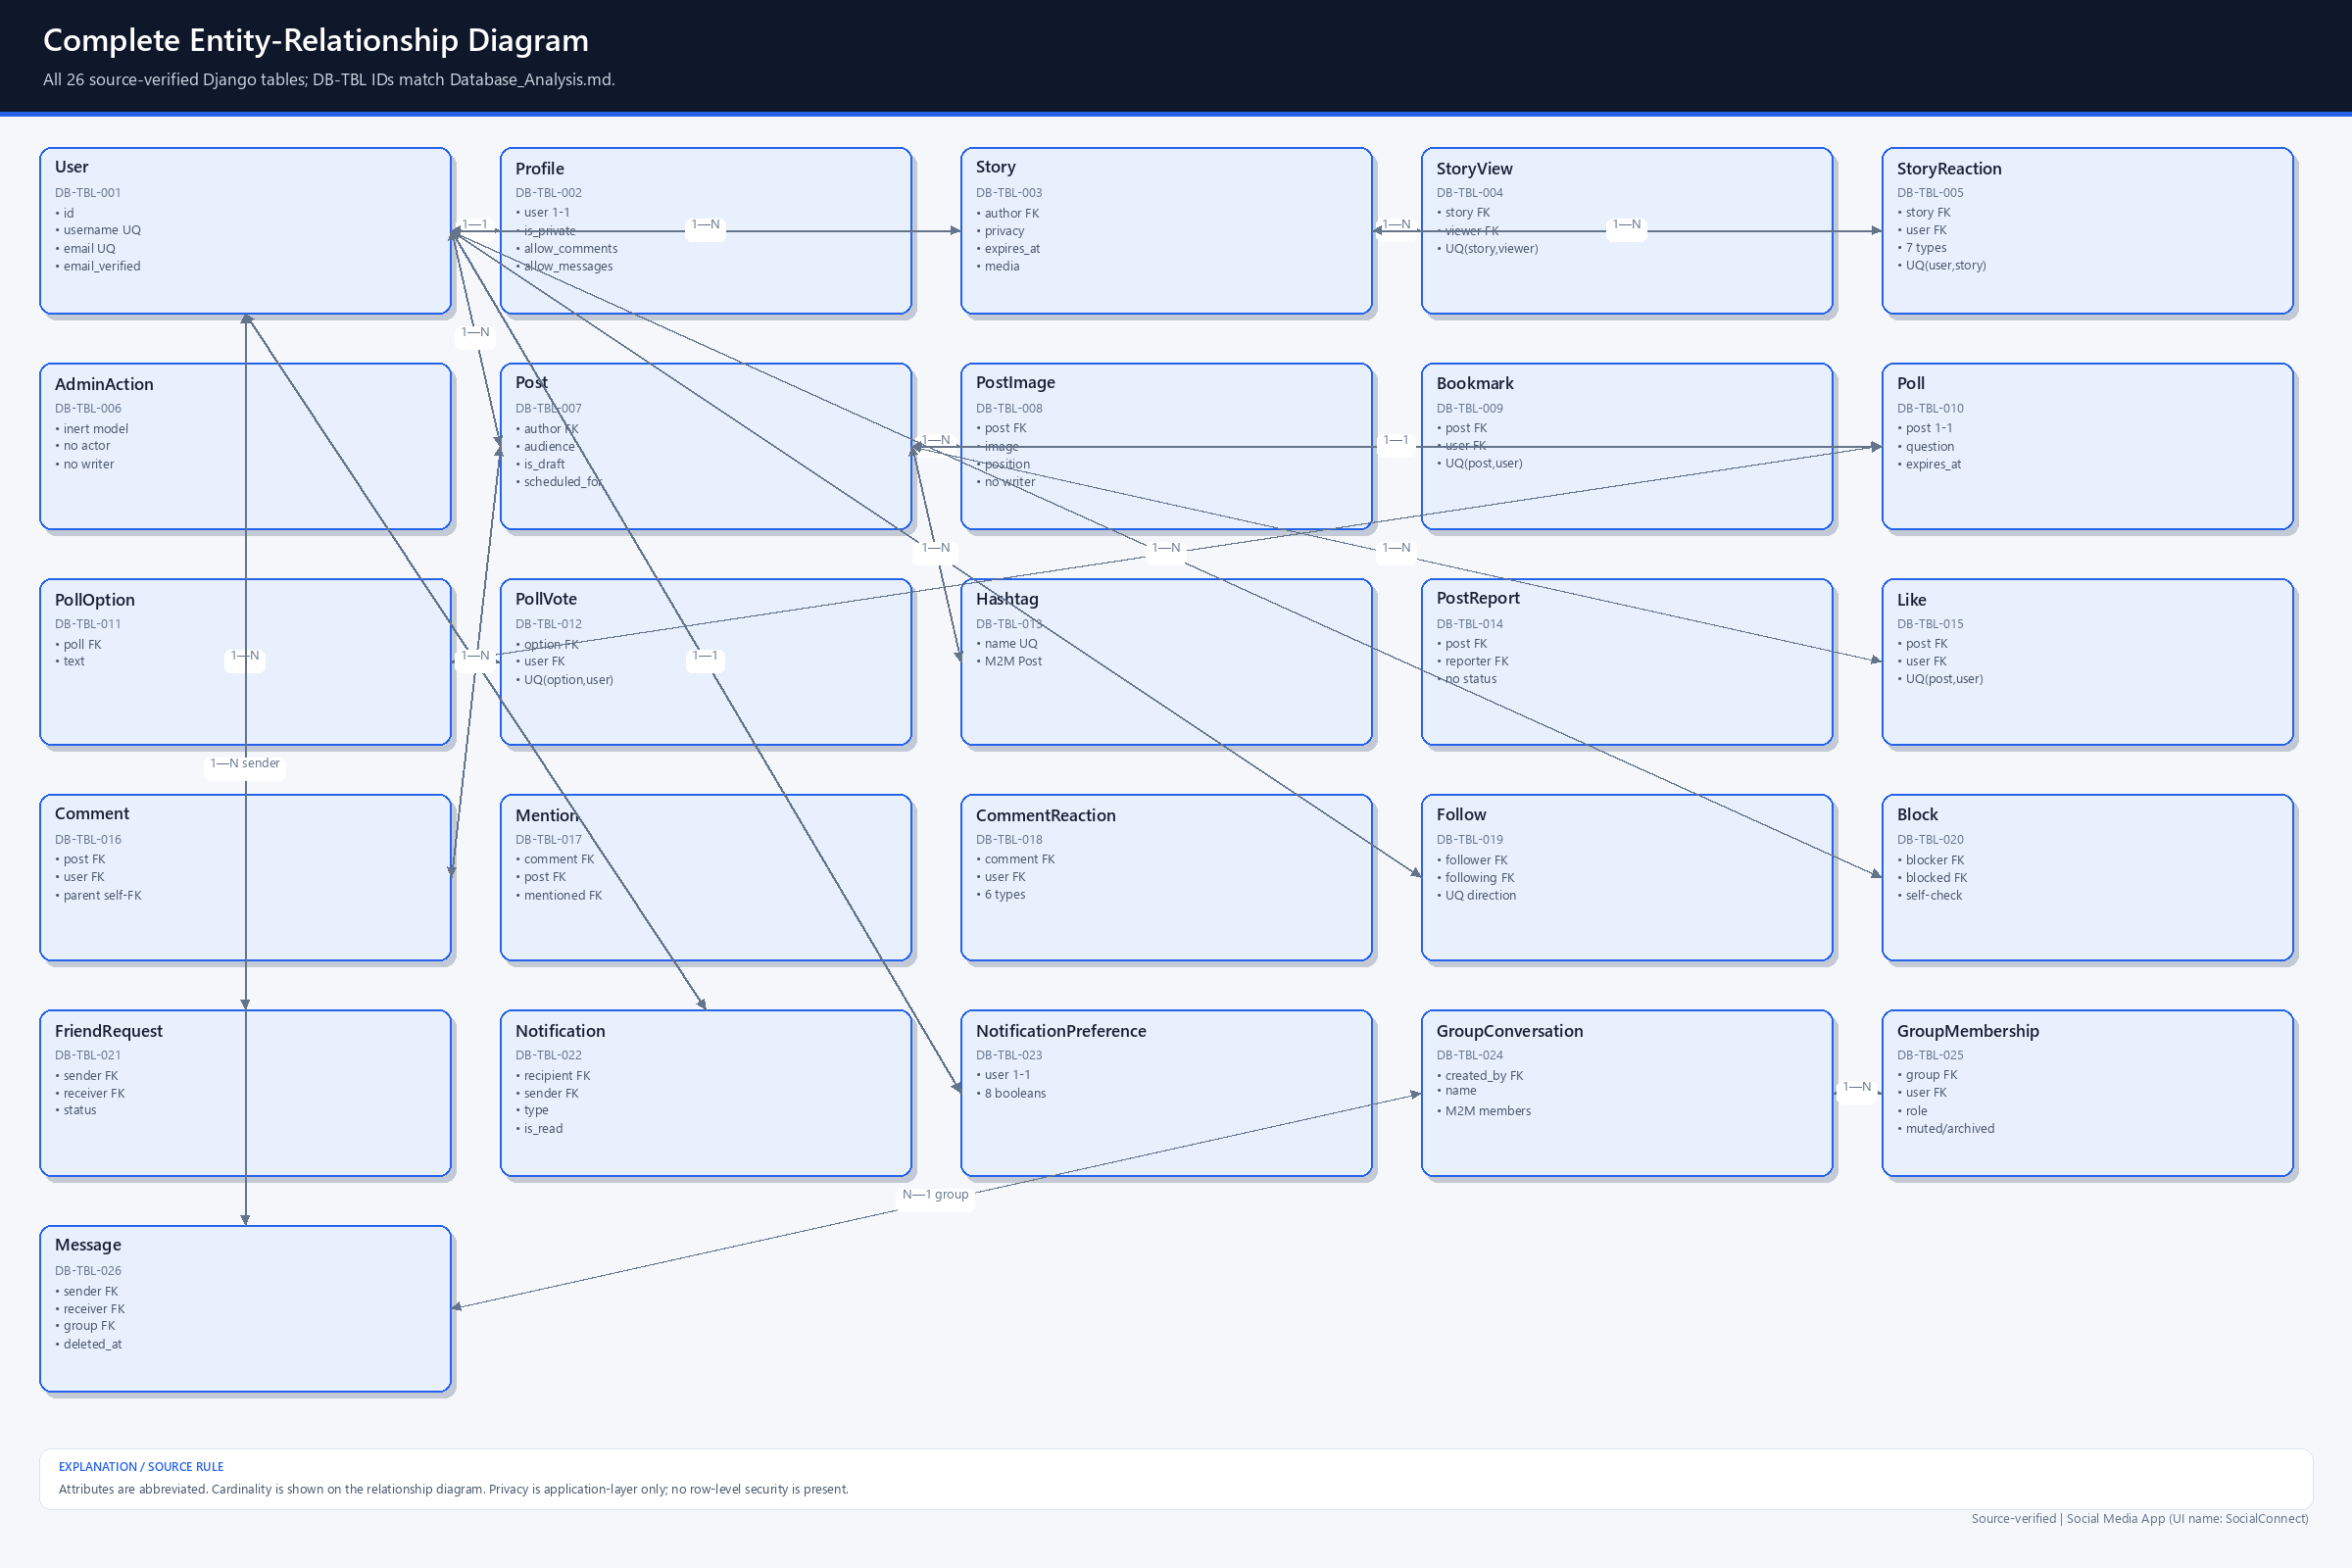 Complete Entity-Relationship Diagram
All 26 source-verified Django tables; DB-TBL IDs match Database_Analysis.md.
User
DB-TBL-001
• id
• username UQ
• email UQ
• email_verified
Profile
DB-TBL-002
• user 1-1
• is_private
• allow_comments
• allow_messages
Story
DB-TBL-003
• author FK
• privacy
• expires_at
• media
StoryView
DB-TBL-004
• story FK
• viewer FK
• UQ(story,viewer)
StoryReaction
DB-TBL-005
• story FK
• user FK
• 7 types
• UQ(user,story)
1—1
1—N
1—N
1—N
1—N
AdminAction
DB-TBL-006
• inert model
• no actor
• no writer
Post
DB-TBL-007
• author FK
• audience
• is_draft
• scheduled_for
PostImage
DB-TBL-008
• post FK
• image
• position
• no writer
Bookmark
DB-TBL-009
• post FK
• user FK
• UQ(post,user)
Poll
DB-TBL-010
• post 1-1
• question
• expires_at
1—N
1—1
1—N
1—N
1—N
PollOption
DB-TBL-011
• poll FK
• text
PollVote
DB-TBL-012
• option FK
• user FK
• UQ(option,user)
Hashtag
DB-TBL-013
• name UQ
• M2M Post
PostReport
DB-TBL-014
• post FK
• reporter FK
• no status
Like
DB-TBL-015
• post FK
• user FK
• UQ(post,user)
1—N
1—N
1—1
1—N sender
Comment
DB-TBL-016
• post FK
• user FK
• parent self-FK
Mention
DB-TBL-017
• comment FK
• post FK
• mentioned FK
CommentReaction
DB-TBL-018
• comment FK
• user FK
• 6 types
Follow
DB-TBL-019
• follower FK
• following FK
• UQ direction
Block
DB-TBL-020
• blocker FK
• blocked FK
• self-check
FriendRequest
DB-TBL-021
• sender FK
• receiver FK
• status
Notification
DB-TBL-022
• recipient FK
• sender FK
• type
• is_read
NotificationPreference
DB-TBL-023
• user 1-1
• 8 booleans
GroupConversation
DB-TBL-024
• created_by FK
• name
• M2M members
1—N
GroupMembership
DB-TBL-025
• group FK
• user FK
• role
• muted/archived
N—1 group
Message
DB-TBL-026
• sender FK
• receiver FK
• group FK
• deleted_at
EXPLANATION / SOURCE RULE
Attributes are abbreviated. Cardinality is shown on the relationship diagram. Privacy is application-layer only; no row-level security is present.
Source-verified | Social Media App (UI name: SocialConnect)